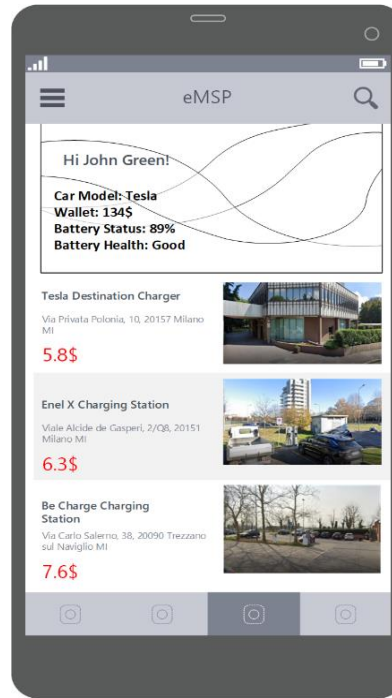 eMSP
Hi John Green!
Car Model: Tesla
Wallet: 134$
Battery Status: 89%
Battery Health: Good
Tesla Destination Charger
Via Privata Polonia, 10, 20157 Milano
MI
5.8$
Enel X Charging Station
Viale Alcide de Gasperi, 2/Q8, 20151
Milano MI
6.3$
Be Charge Charging
Station
Via Carlo Salerno, 38, 20090 Trezzano
sul Naviglio MI
7.6$